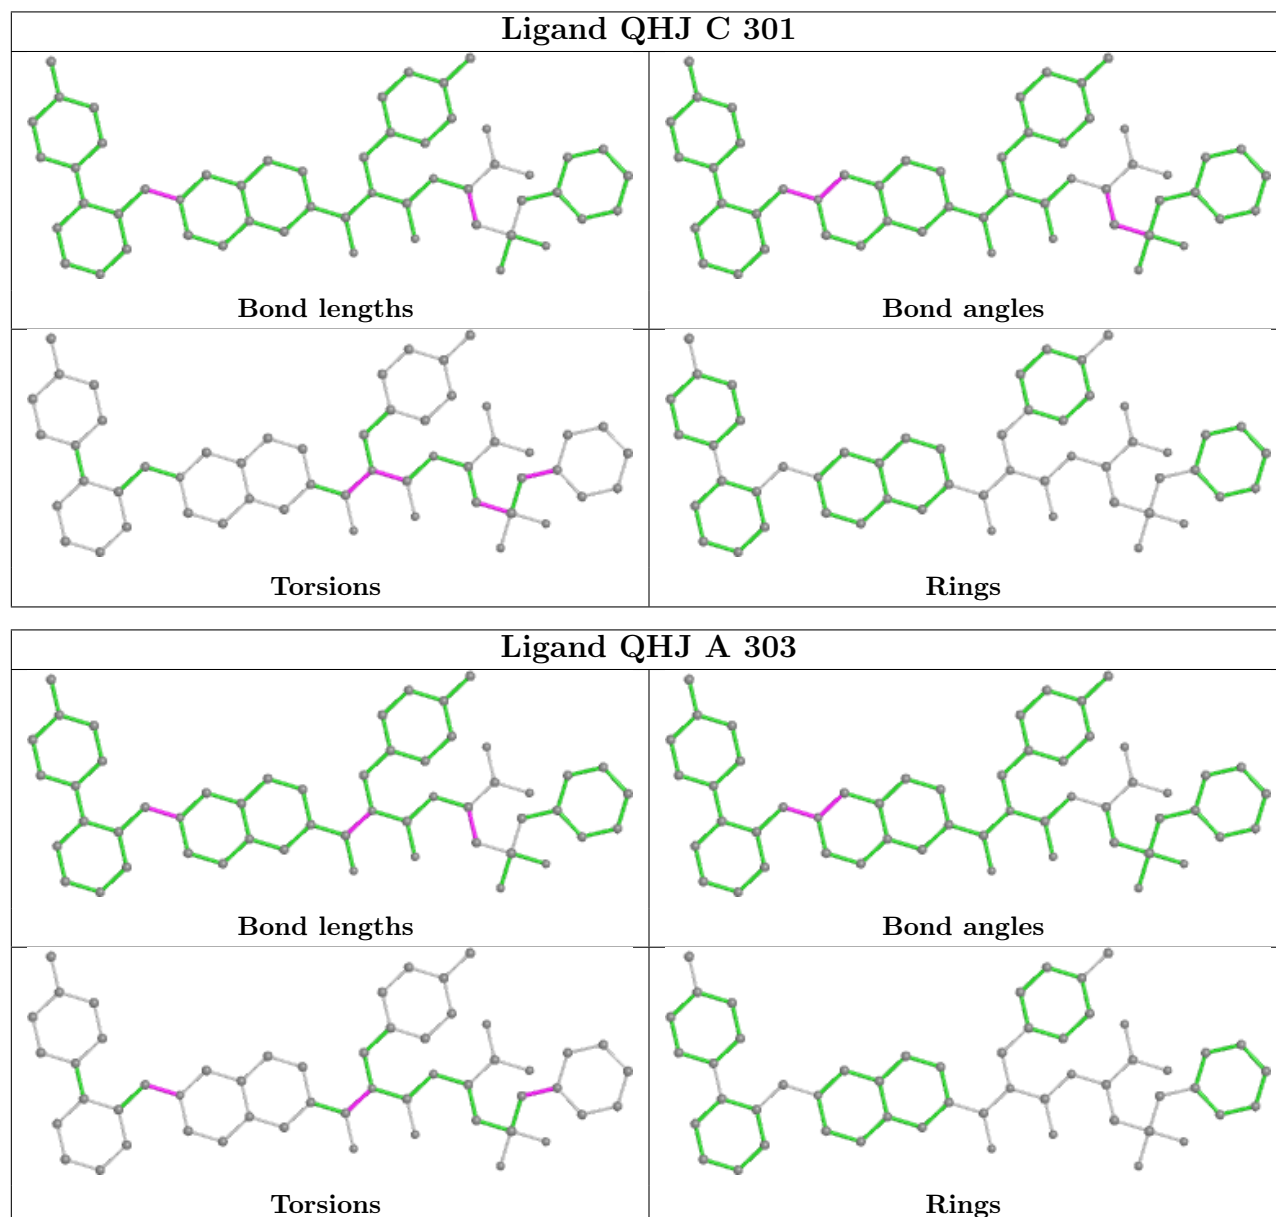 Ligand QHJ C 301
Bond lengths
Bond angles
Torsions
Rings
Ligand QHJ A 303
Bond lengths
Bond angles
Torsions
Rings